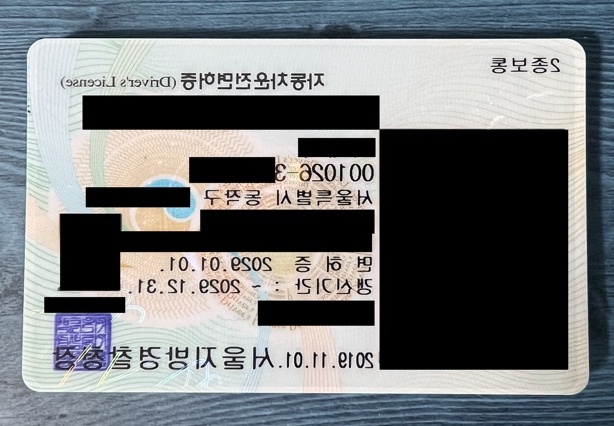 2종보통
자동차운전면허증 (Driver's License)
001026-3
서울특별시 동작구
면 허 증 2029.01.01.
갱신기간 : ~ 2029.12.31.
2019.11.01.서울지방경찰청장